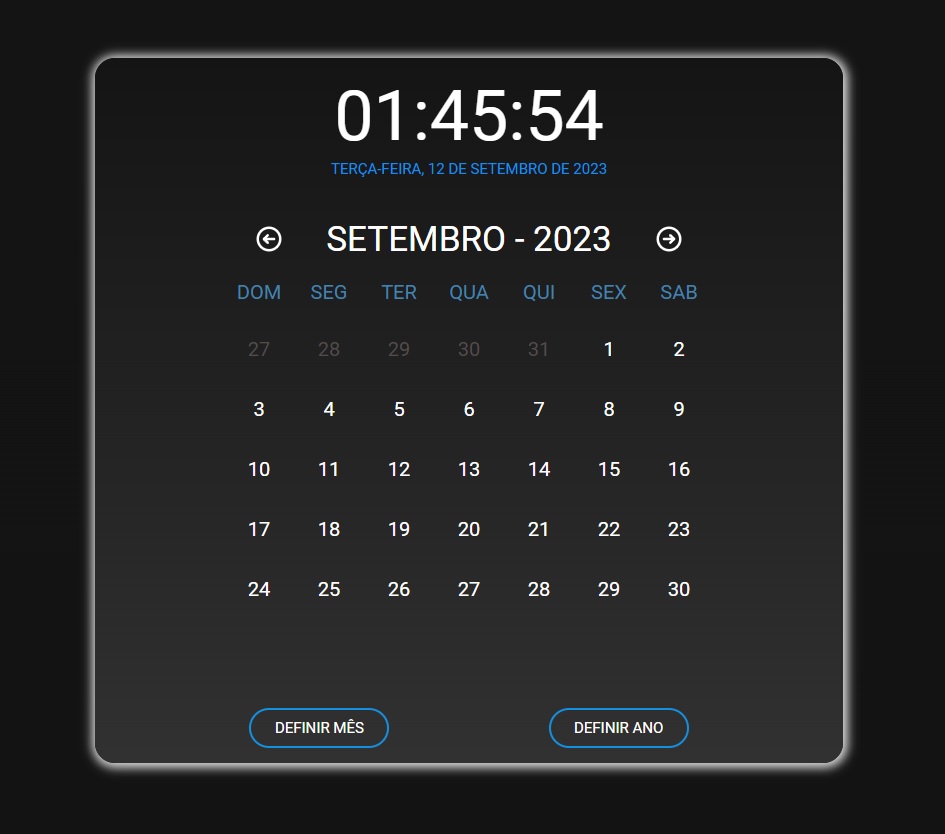 01:45:54
TERÇA-FEIRA, 12 DE SETEMBRO DE 2023
SETEMBRO - 2023
DOM SEG TER QUA QUI SEX SAB
27 28 29 30 31 1 2
3 4 5 6 7 8 9
10 11 12 13 14 15 16
17 18 19 20 21 22 23
24 25 26 27 28 29 30
DEFINIR MÊS DEFINIR ANO